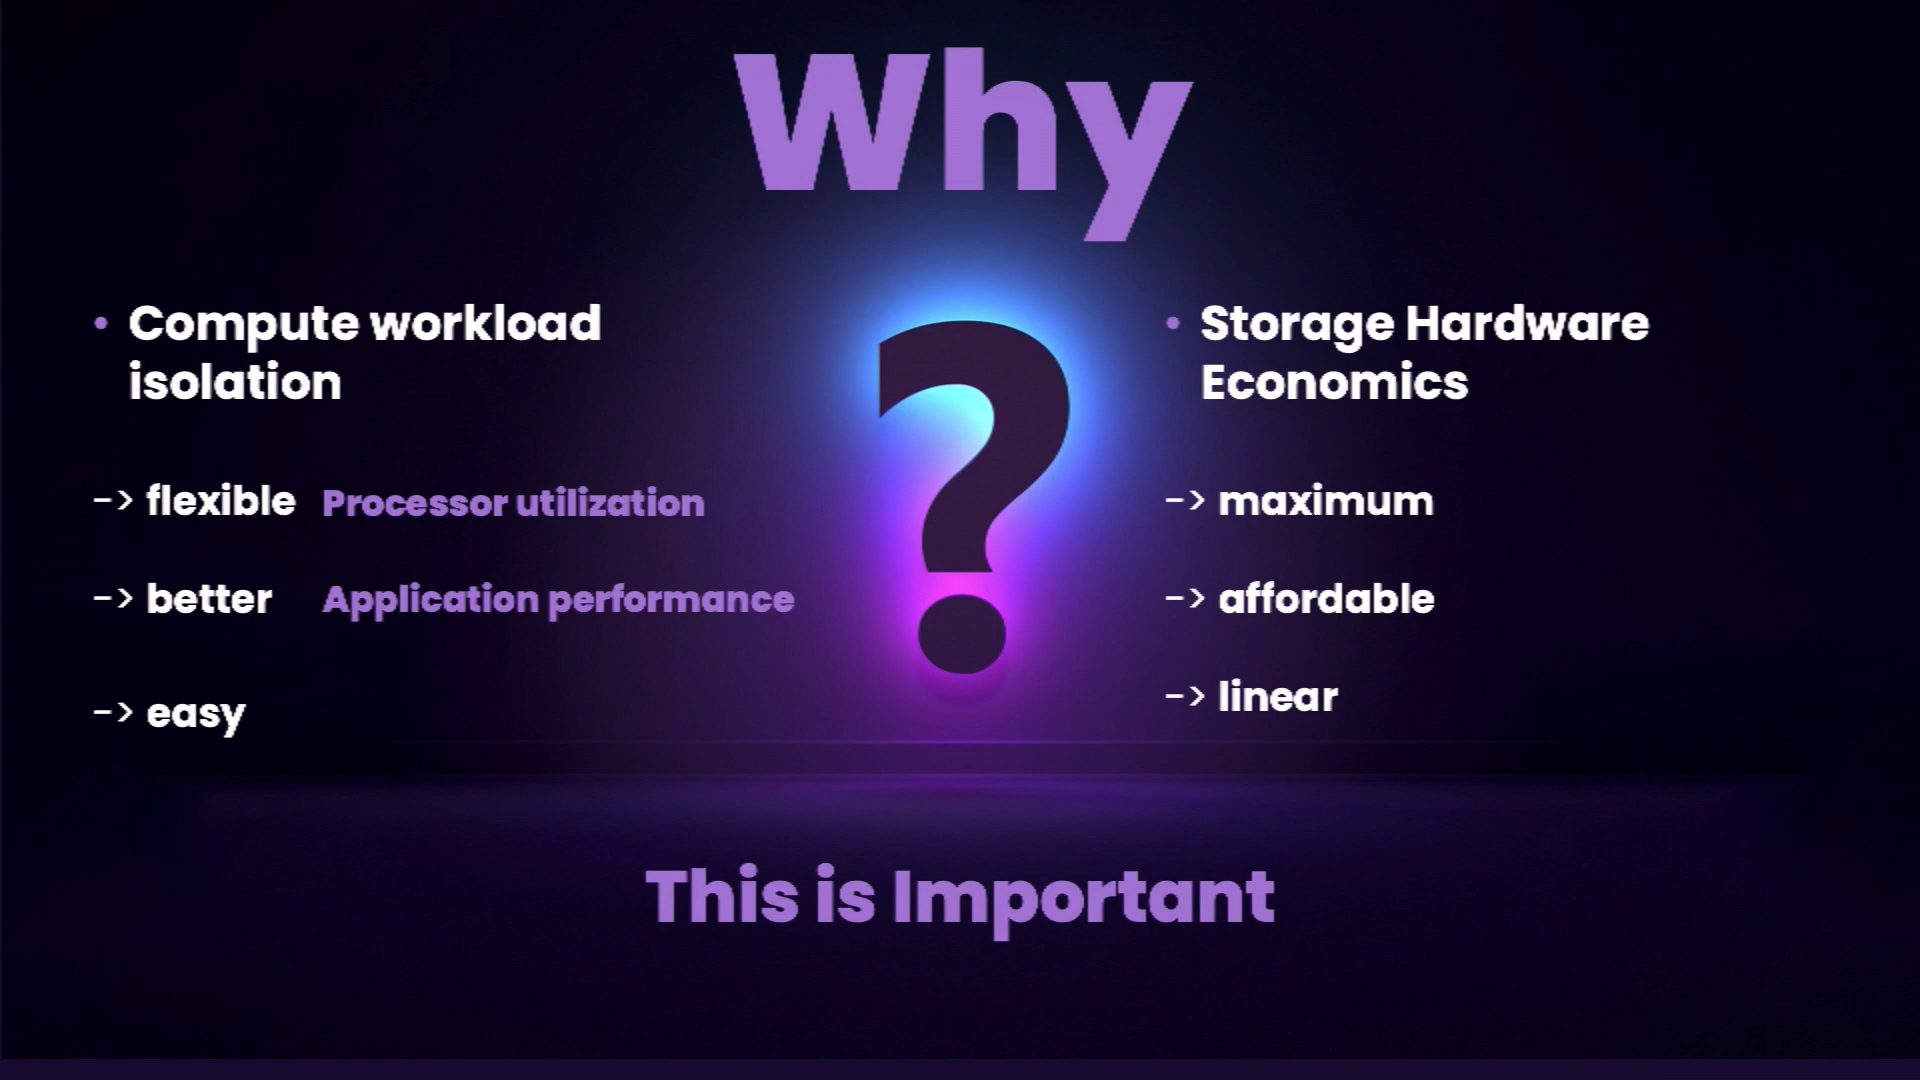 Why
?
• Compute workload
isolation
-> flexible Processor utilization
-> better Application performance
-> easy
• Storage Hardware
Economics
-> maximum
-> affordable
-> linear
This is Important